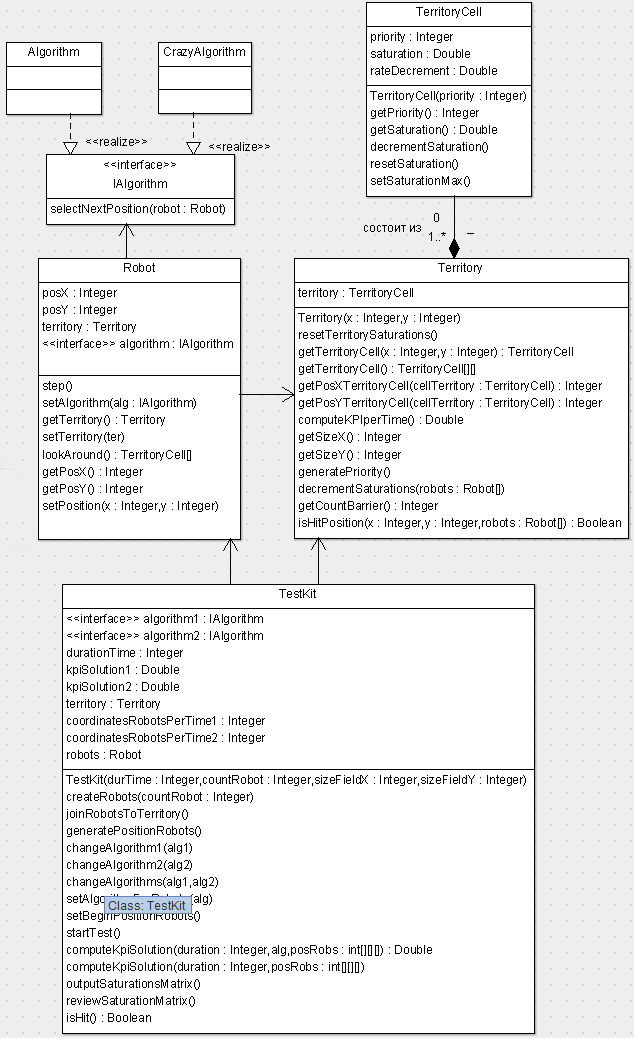 TerritoryCell
priority : Integer
saturation : Double
rateDecrement : Double
TerritoryCell(priority : Integer)
getPriority() : Integer
getSaturation() : Double
decrementSaturation()
resetSaturation()
setSaturationMax()
Algorithm
CrazyAlgorithm
<<realize>>
<<realize>>
<<interface>>
IAlgorithm
selectNextPosition(robot : Robot)
0
состоит из
1..*
Robot
posX : Integer
posY : Integer
territory : Territory
<<interface>> algorithm : IAlgorithm
step()
setAlgorithm(alg : IAlgorithm)
getTerritory() : Territory
setTerritory(ter)
lookAround() : TerritoryCell[]
getPosX() : Integer
getPosY() : Integer
setPosition(x : Integer,y : Integer)
Territory
territory : TerritoryCell
Territory(x : Integer,y : Integer)
resetTerritorySaturations()
getTerritoryCell(x : Integer,y : Integer) : TerritoryCell
getTerritoryCell() : TerritoryCell[][]
getPosXTerritoryCell(cellTerritory : TerritoryCell) : Integer
getPosYTerritoryCell(cellTerritory : TerritoryCell) : Integer
computeKPIperTime() : Double
getSizeX() : Integer
getSizeY() : Integer
generatePriority()
decrementSaturations(robots : Robot[])
getCountBarrier() : Integer
isHitPosition(x : Integer,y : Integer,robots : Robot[]) : Boolean
TestKit
<<interface>> algorithm1 : IAlgorithm
<<interface>> algorithm2 : IAlgorithm
durationTime : Integer
kpiSolution1 : Double
kpiSolution2 : Double
territory : Territory
coordinatesRobotsPerTime1 : Integer
coordinatesRobotsPerTime2 : Integer
robots : Robot
TestKit(durTime : Integer,countRobot : Integer,sizeFieldX : Integer,sizeFieldY : Integer)
createRobots(countRobot : Integer)
joinRobotsToTerritory()
generatePositionRobots()
changeAlgorithm1(alg1)
changeAlgorithm2(alg2)
changeAlgorithms(alg1,alg2)
(alg)
Class: TestKit
setBeginPositionRobots()
startTest()
computeKpiSolution(duration : Integer,alg,posRobs : int[][][]) : Double
computeKpiSolution(duration : Integer,posRobs : int[][][])
outputSaturationsMatrix()
reviewSaturationMatrix()
isHit() : Boolean